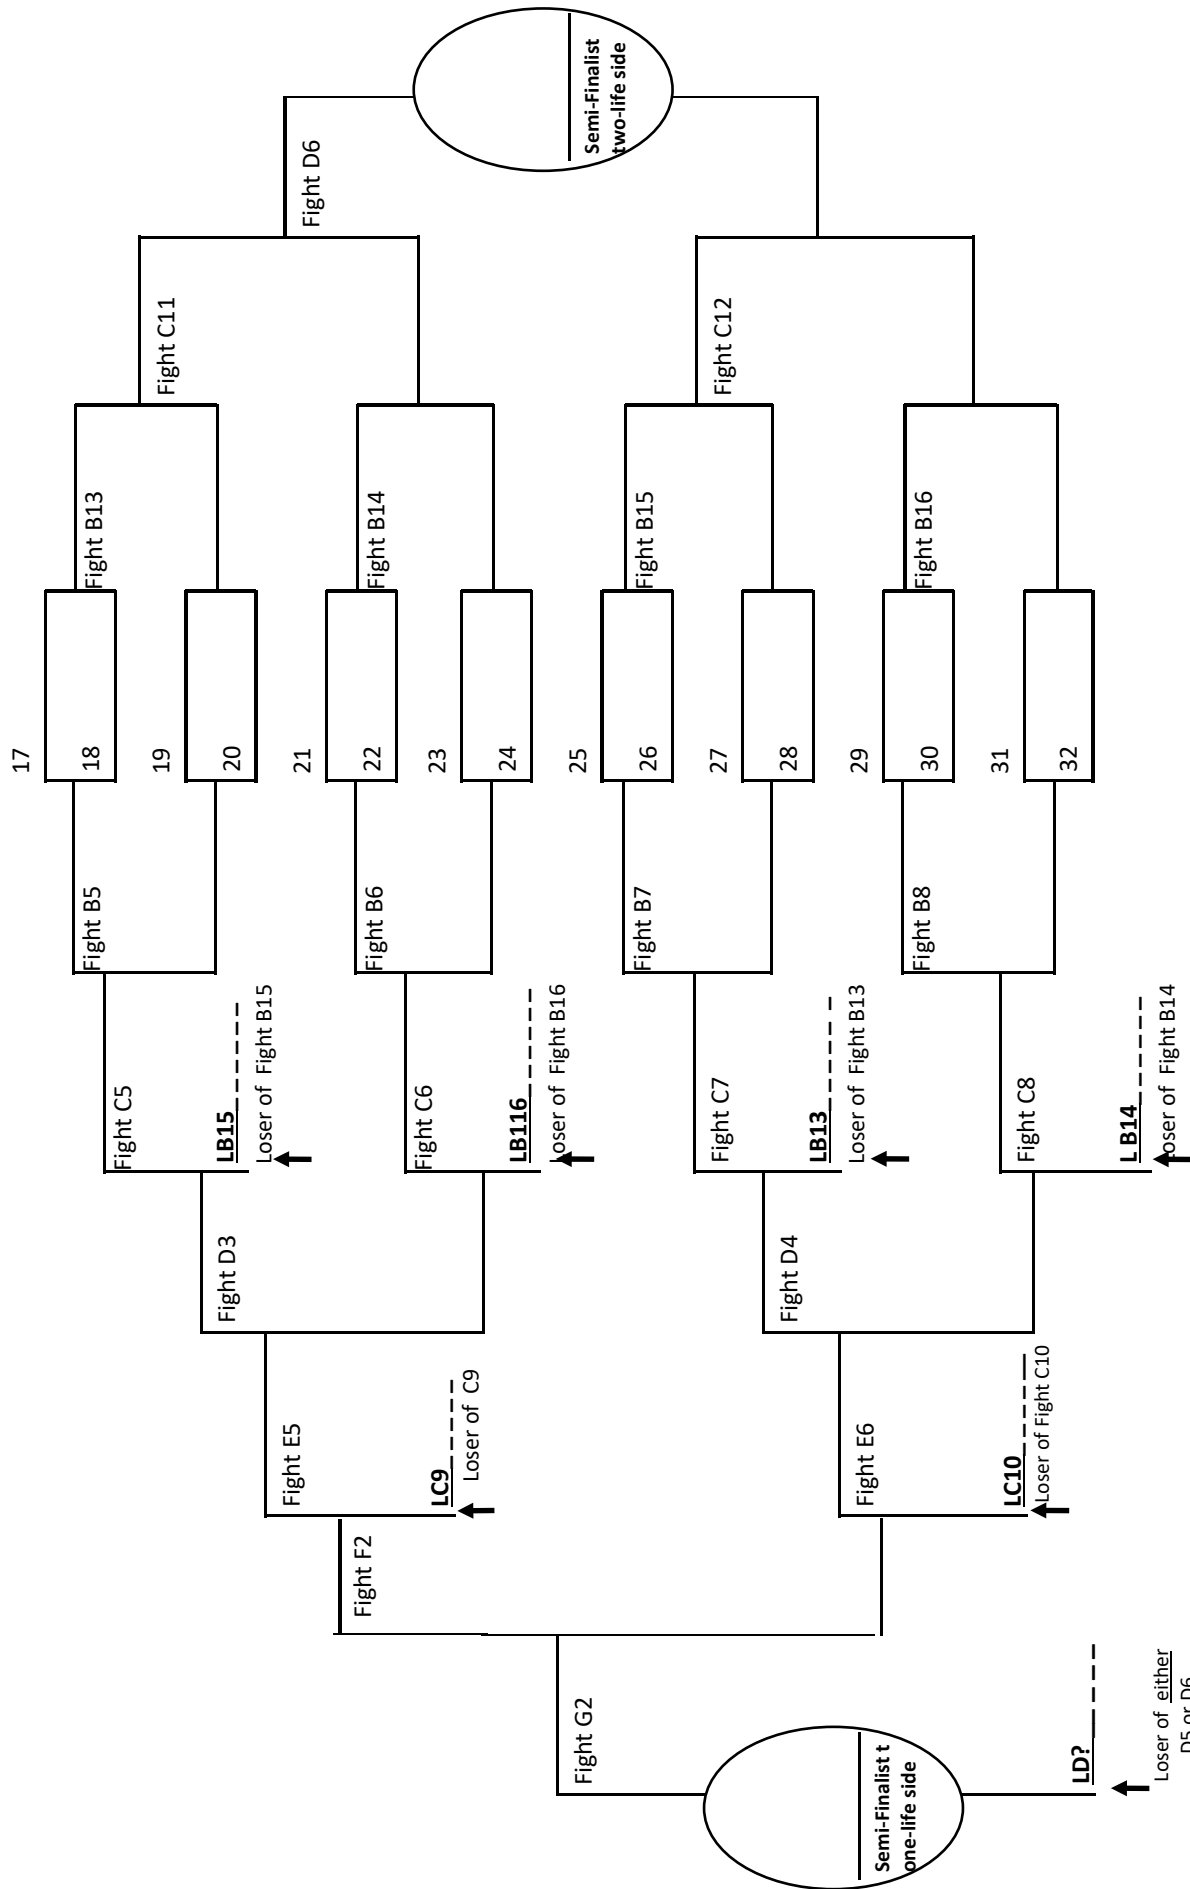 Fight G2
Semi-Finalist t
one-life side
LD?
Loser of either
D5 or D6
Fight F2
Fight E5
LC9
Loser of C9
Fight E6
LC10
Loser of Fight C10
Fight D3
Fight D4
Fight C5
LB15
Loser of Fight B15
Fight C6
LB116
Loser of Fight B16
Fight C7
LB13
Loser of Fight B13
Fight C8
L B14
Loser of Fight B14
Fight B5
Fight B6
Fight B7
Fight B8
17
18
19
20
21
22
23
24
25
26
27
28
29
30
31
32
Fight B13
Fight B14
Fight B15
Fight B16
Fight C11
Fight C12
Fight D6
Semi-Finalist
two-life side